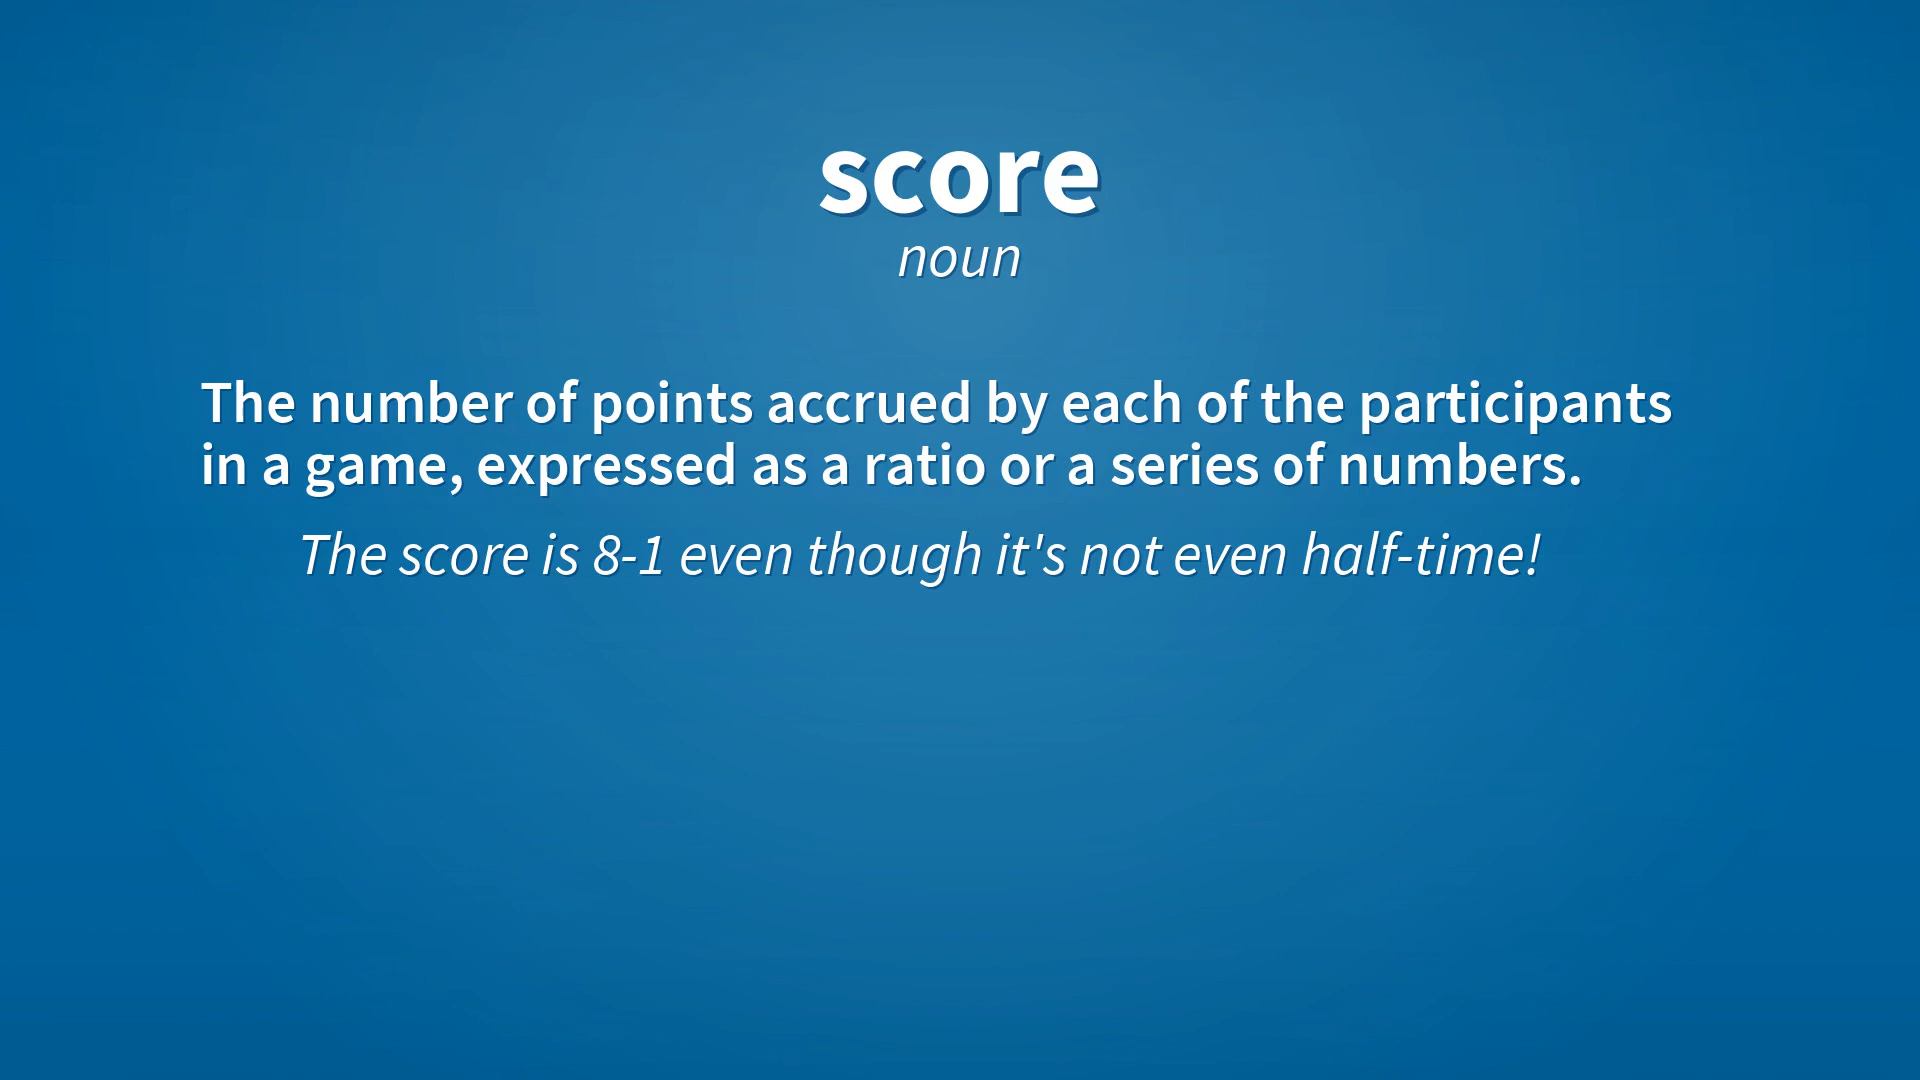 score
noun
The number of points accrued by each of the participants
in a game, expressed as a ratio or a series of numbers.
The score is 8-1 even though it's not even half-time!